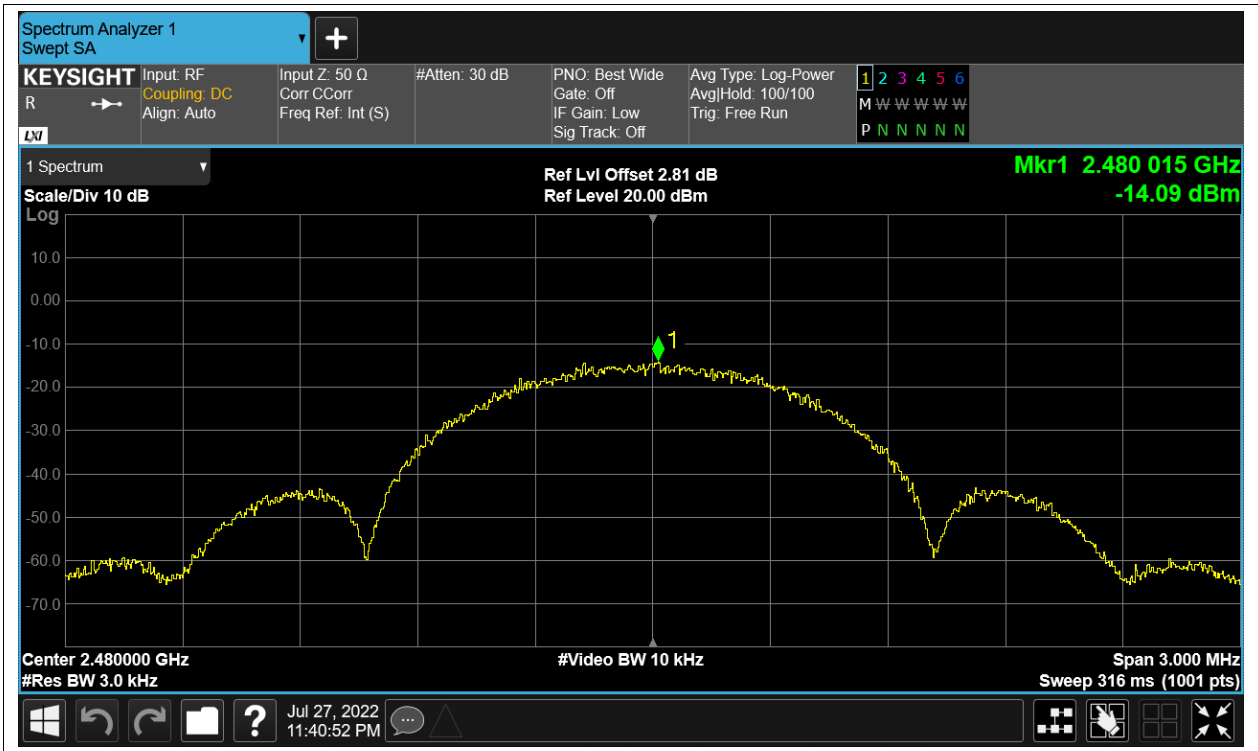 Spectrum Analyzer 1
Swept SA
KEYSIGHT
R
LXI
Input: RF
Coupling: DC
Align: Auto
Input Z: 50 Ω
Corr CCorr
Freq Ref: Int (S)
#Atten: 30 dB
PNO: Best Wide
Gate: Off
IF Gain: Low
Sig Track: Off
Avg Type: Log-Power
Avg|Hold: 100/100
Trig: Free Run
1 2 3 4 5 6
M W W W W W W
P N N N N N
1 Spectrum
Scale/Div 10 dB
Log
Ref Lvl Offset 2.81 dB
Ref Level 20.00 dBm
Mkr1 2.480 015 GHz
-14.09 dBm
10.0
0.00
-10.0
1
-20.0
-30.0
-40.0
-50.0
-60.0
-70.0
Center 2.480000 GHz
#Res BW 3.0 kHz
#Video BW 10 kHz
Span 3.000 MHz
Sweep 316 ms (1001 pts)
?
Jul 27, 2022
11:40:52 PM